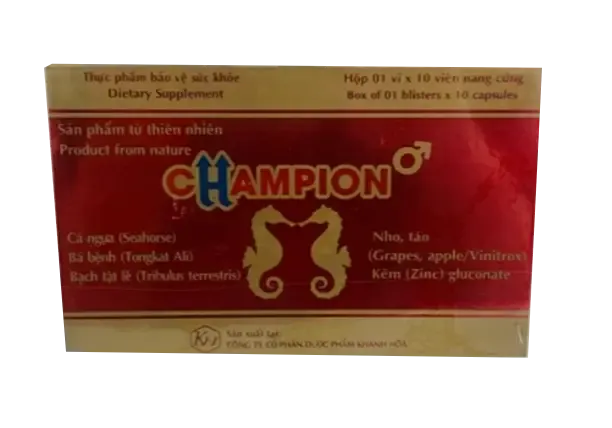 Thực phẩm bảo vệ sức khỏe
Dietary Supplement
Hộp 01 vỉ x 10 viên nang cứng
Box of 01 blisters x 10 capsules
Sản phẩm từ thiên nhiên
Product from nature
CHAMPION
Cá ngựa (Seahorse)
Bá bệnh (Tongkat Ali)
Bạch tật lê (Tribulus terrestris)
Nho, táo
(Grapes, apple/Vinitrox)
Kẽm (Zinc) gluconate
Sản xuất tại:
CÔNG TY CỔ PHẦN DƯỢC PHẨM KHÁNH HÒA